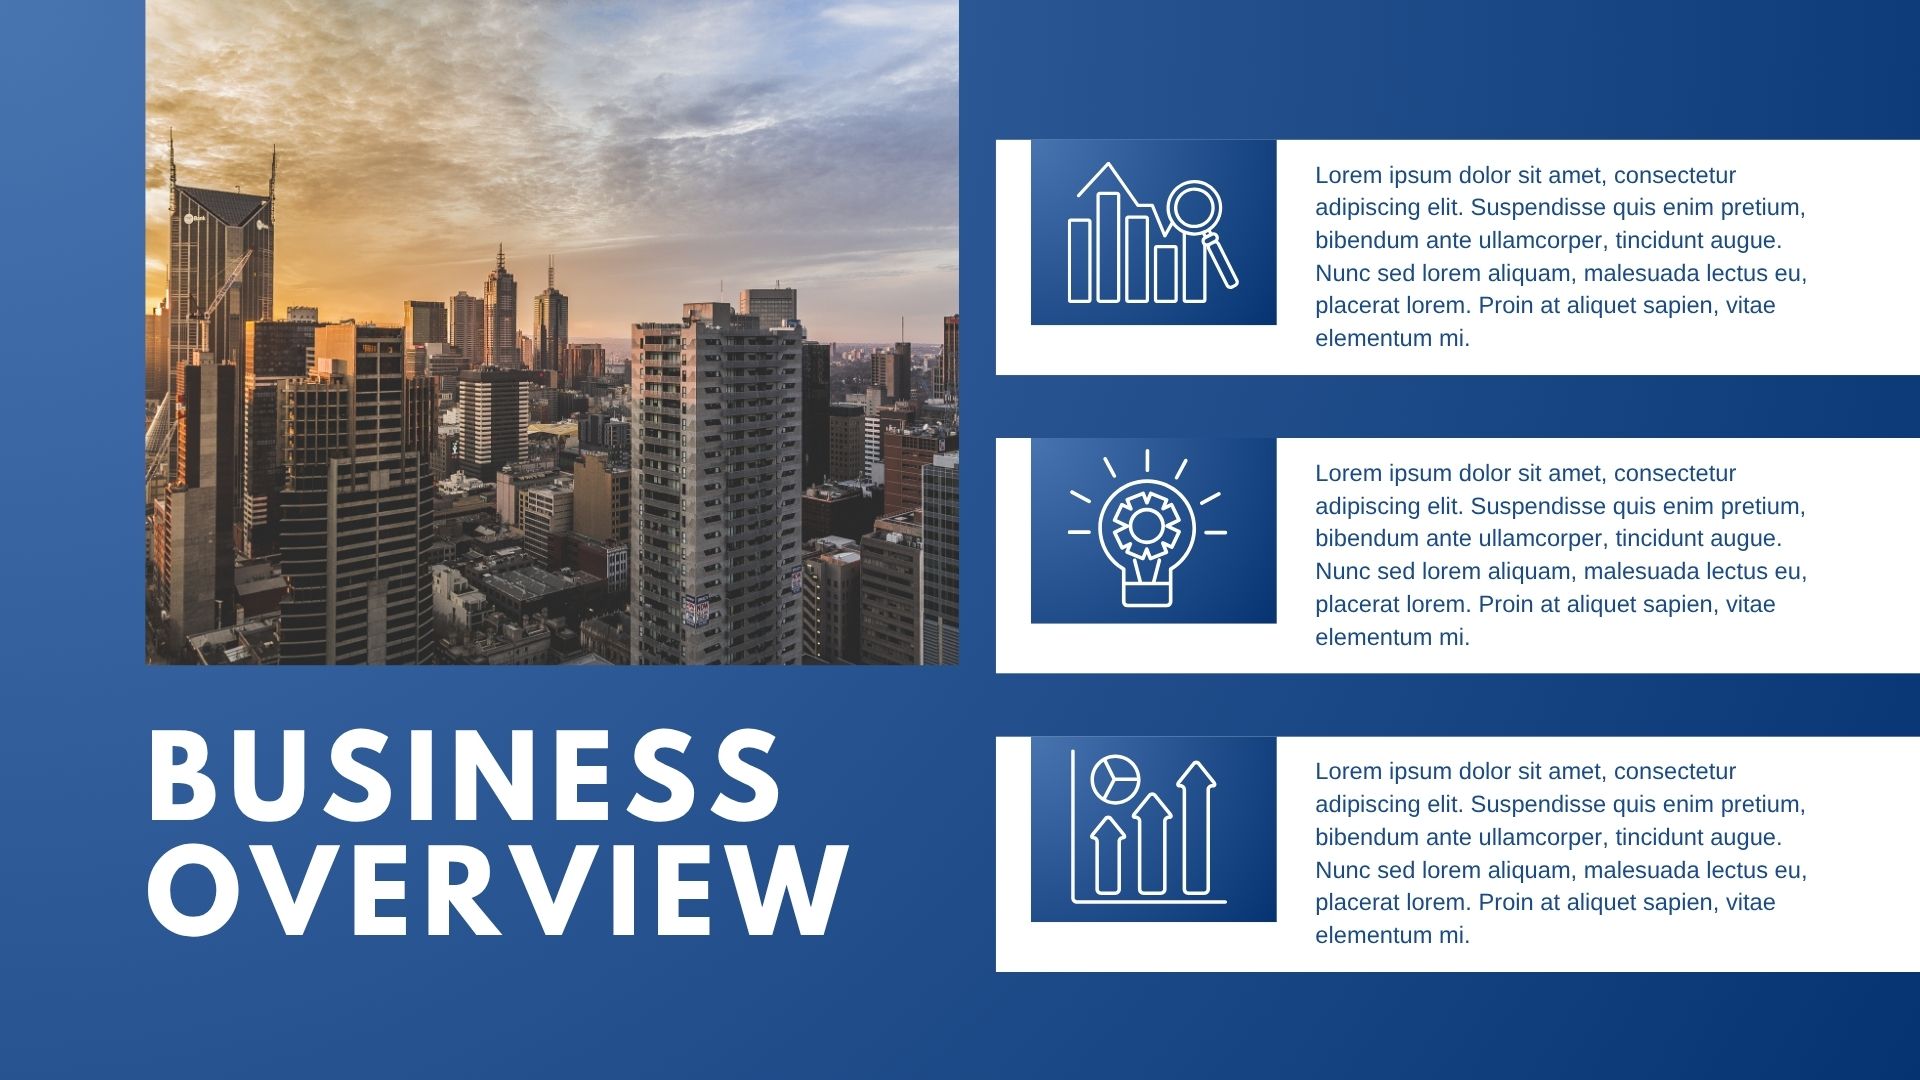 Bank
BUSINESS
OVERVIEW
Lorem ipsum dolor sit amet, consectetur
adipiscing elit. Suspendisse quis enim pretium,
bibendum ante ullamcorper, tincidunt augue.
Nunc sed lorem aliquam, malesuada lectus eu,
placerat lorem. Proin at aliquet sapien, vitae
elementum mi.
Lorem ipsum dolor sit amet, consectetur
adipiscing elit. Suspendisse quis enim pretium,
bibendum ante ullamcorper, tincidunt augue.
Nunc sed lorem aliquam, malesuada lectus eu,
placerat lorem. Proin at aliquet sapien, vitae
elementum mi.
Lorem ipsum dolor sit amet, consectetur
adipiscing elit. Suspendisse quis enim pretium,
bibendum ante ullamcorper, tincidunt augue.
Nunc sed lorem aliquam, malesuada lectus eu,
placerat lorem. Proin at aliquet sapien, vitae
elementum mi.